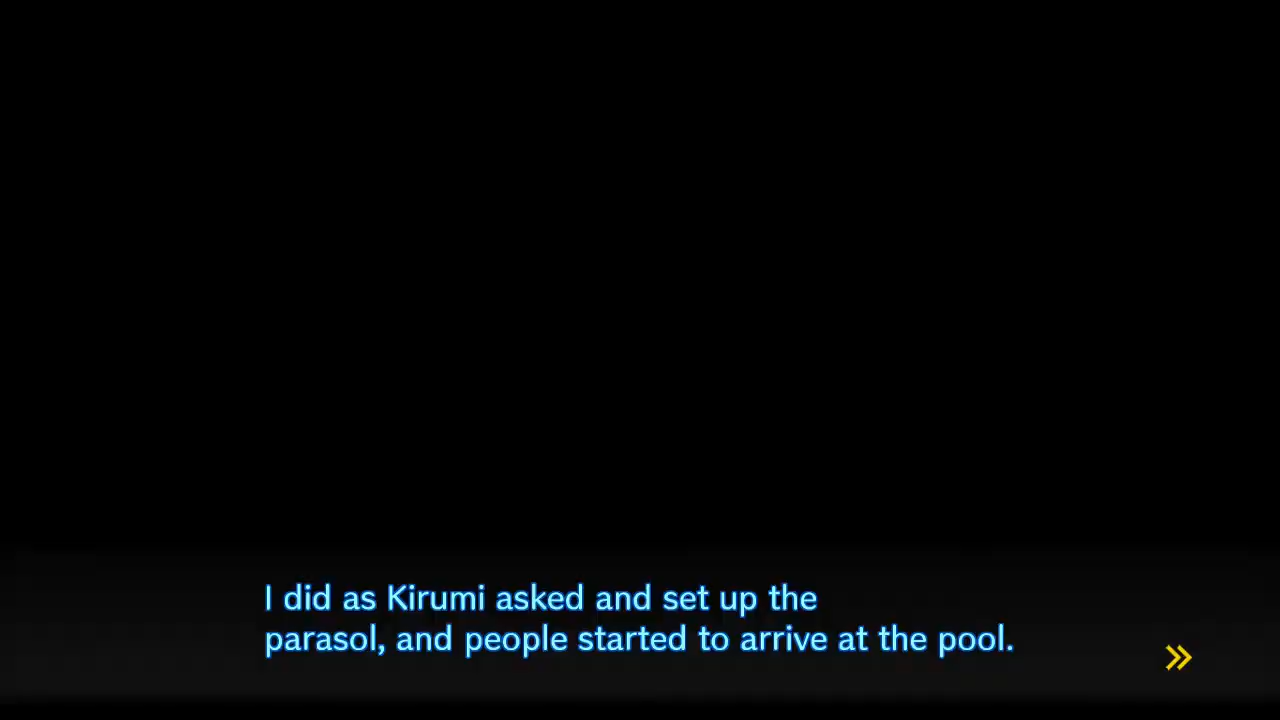 I did as Kirumi asked and set up the
parasol, and people started to arrive at the pool.